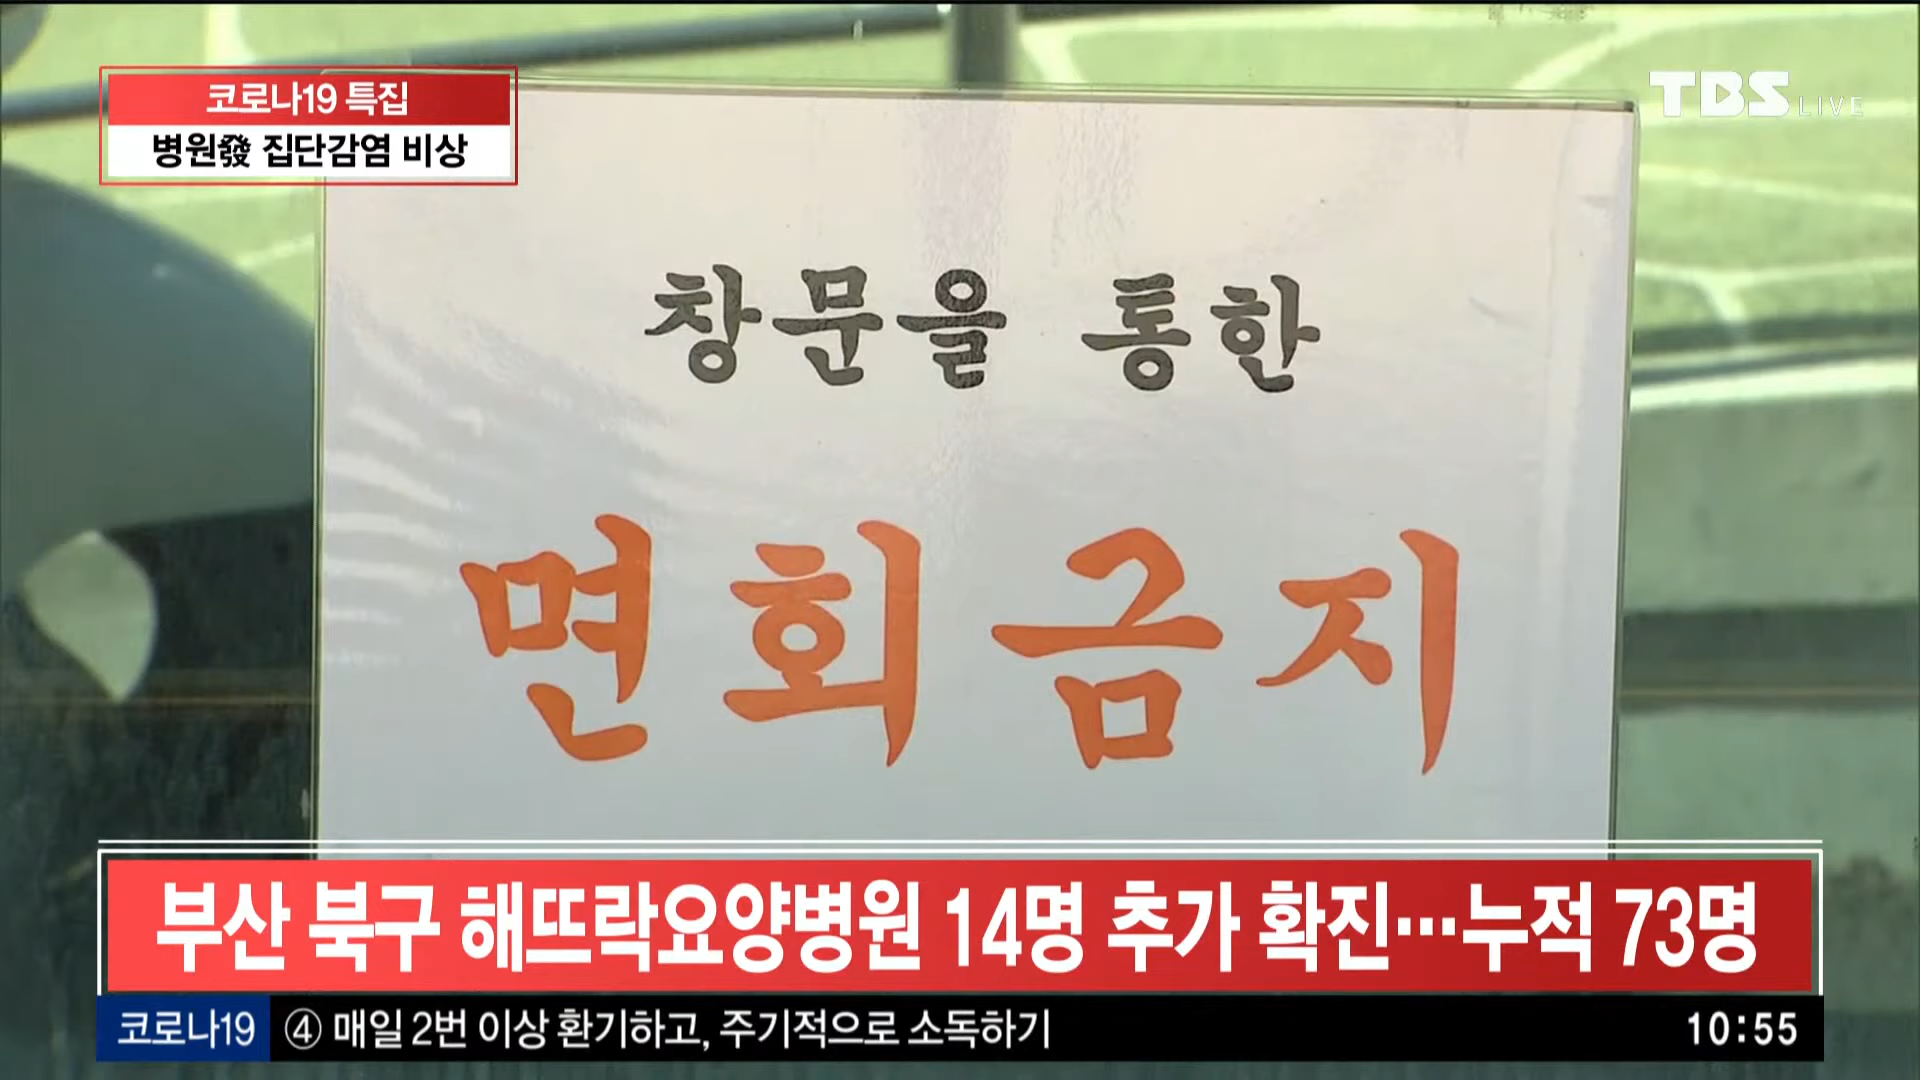 코로나19 특집
TBS LIVE
병원發 집단감염 비상
창문을 통한
면회금지
부산 북구 해뜨락요양병원 14명 추가 확진…누적 73명
코로나19 ④ 매일 2번 이상 환기하고, 주기적으로 소독하기 10:55